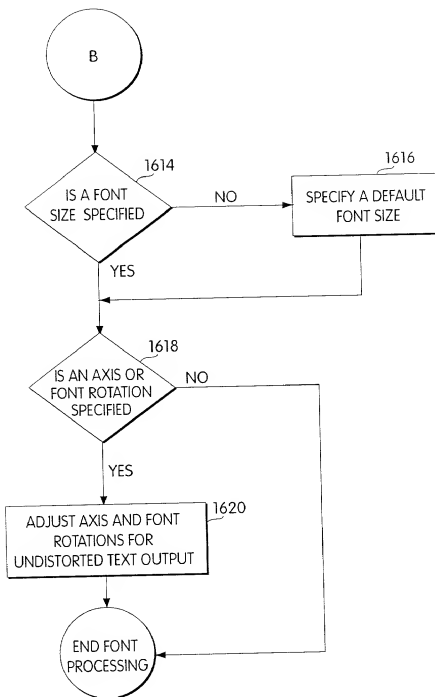 B
1614
IS A FONT
SIZE SPECIFIED
NO
1616
SPECIFY A DEFAULT
FONT SIZE
YES
1618
IS AN AXIS OR
FONT ROTATION
SPECIFIED
NO
YES
1620
ADJUST AXIS AND FONT
ROTATIONS FOR
UNDISTORTED TEXT OUTPUT
END FONT
PROCESSING